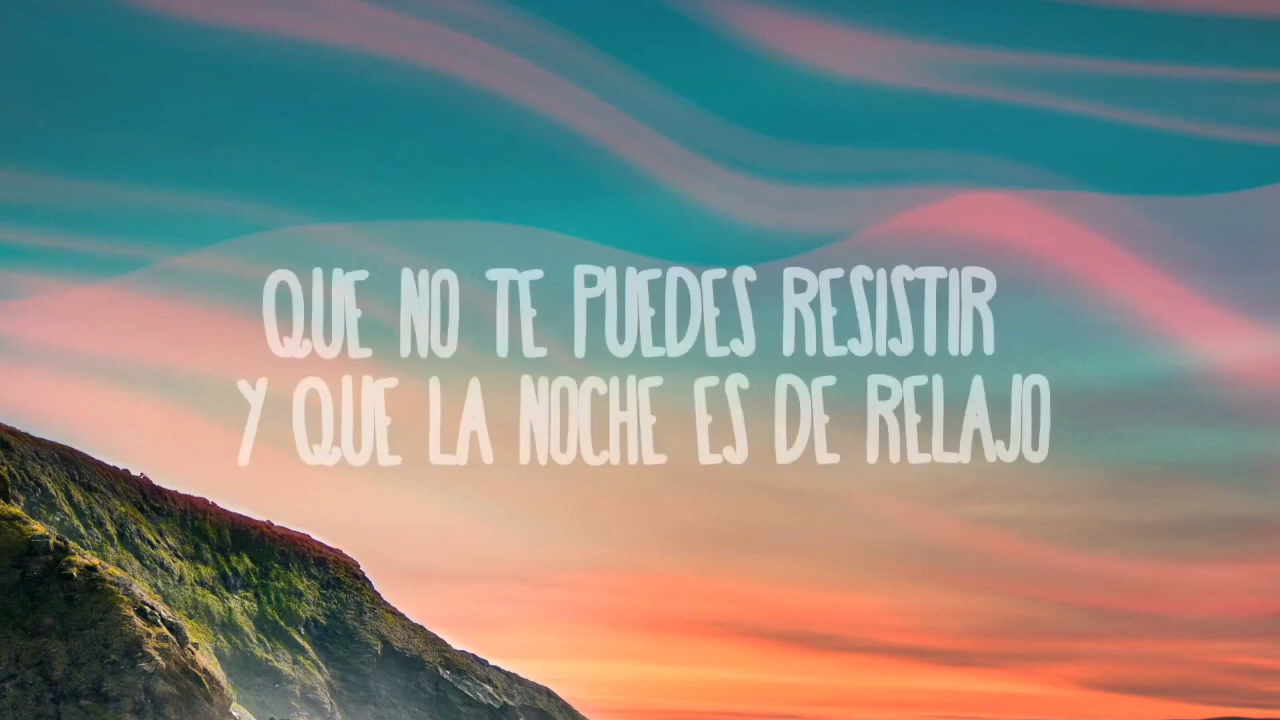 QUE NO TE PUEDES RESISTIR
Y QUE LA NOCHE ES DE RELAJO